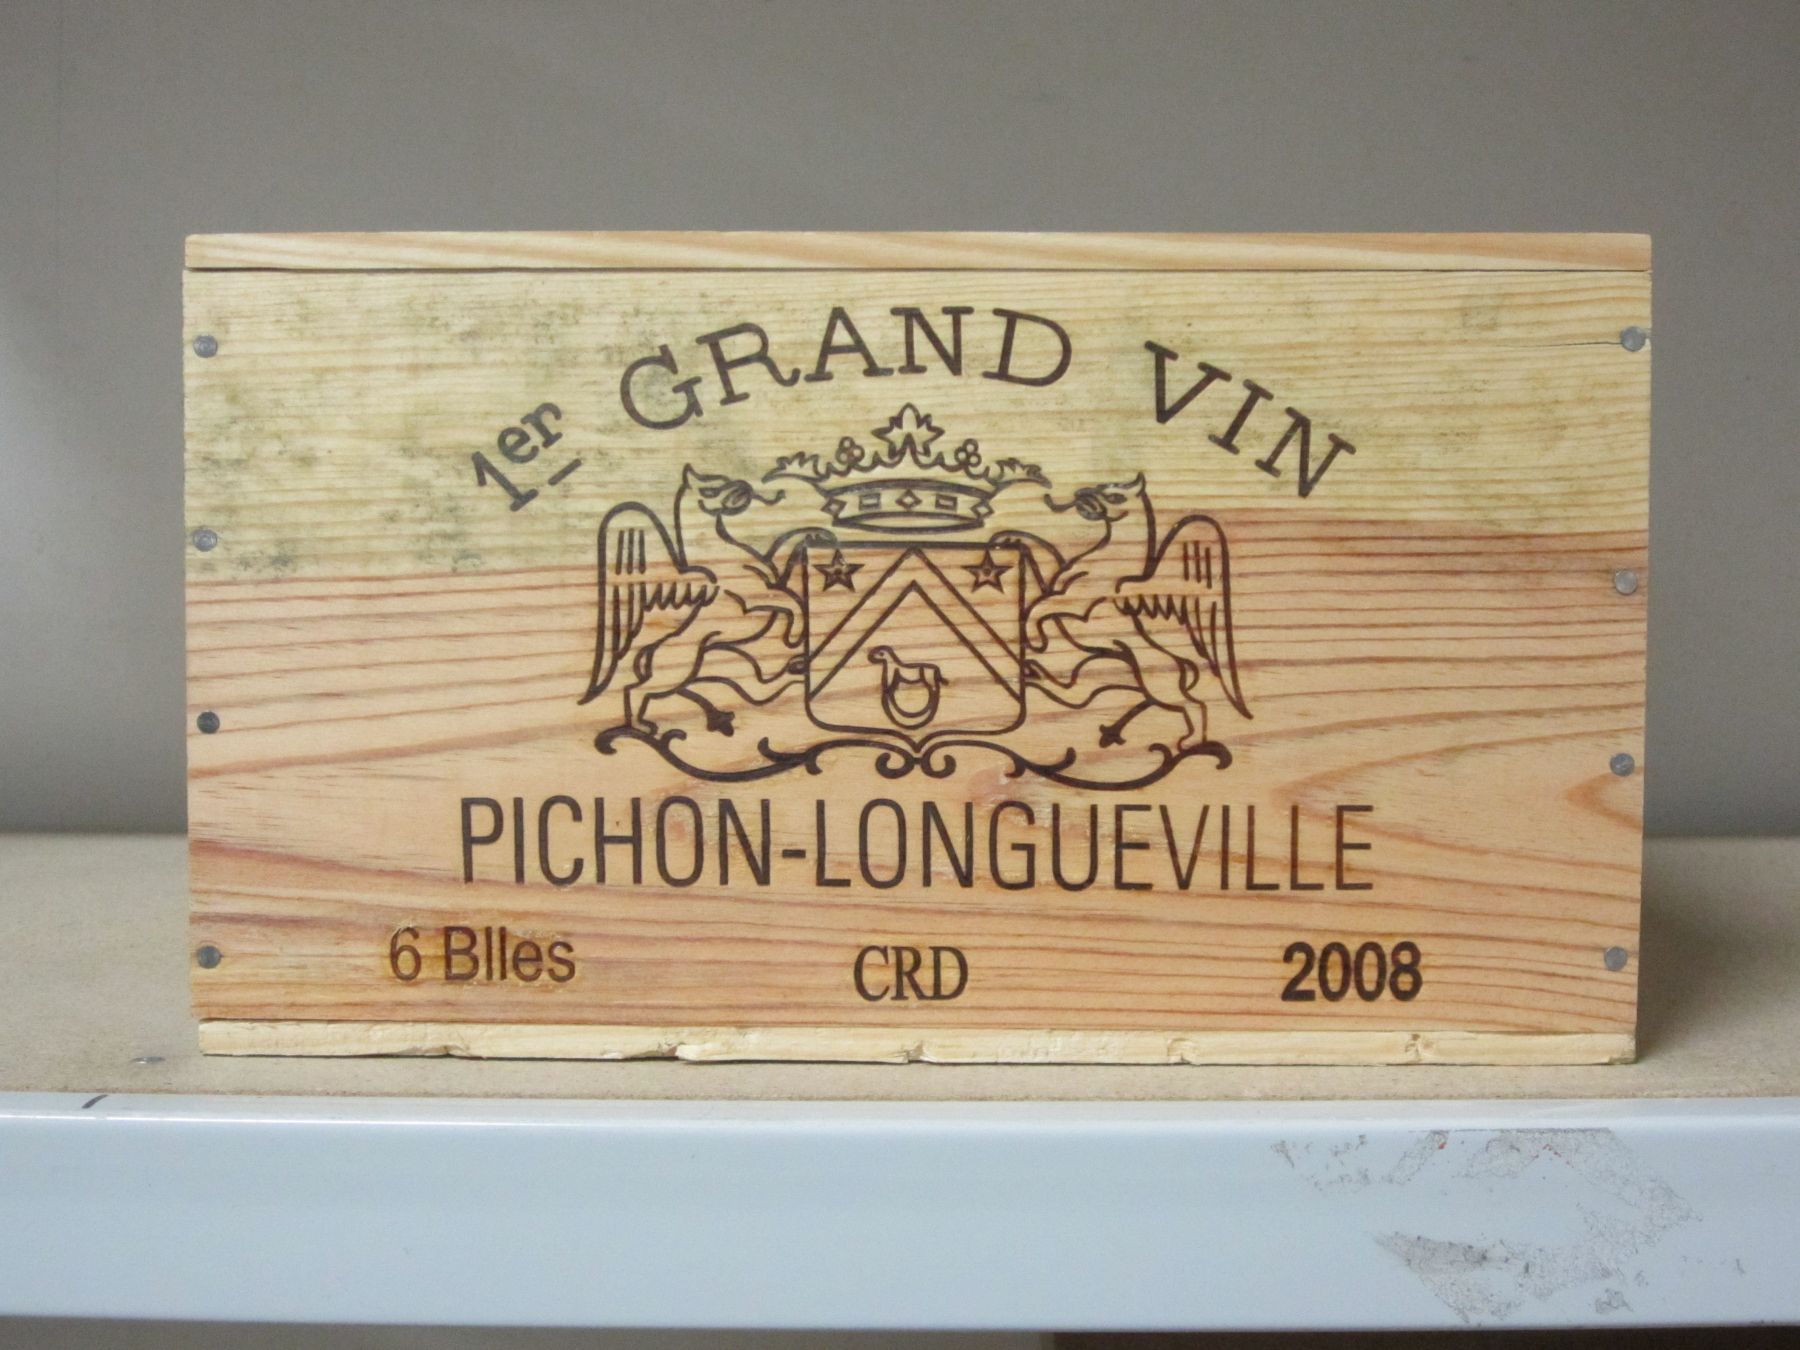 1er GRAND VIN
PICHON-LONGUEVILLE
6 Blles CRD 2008